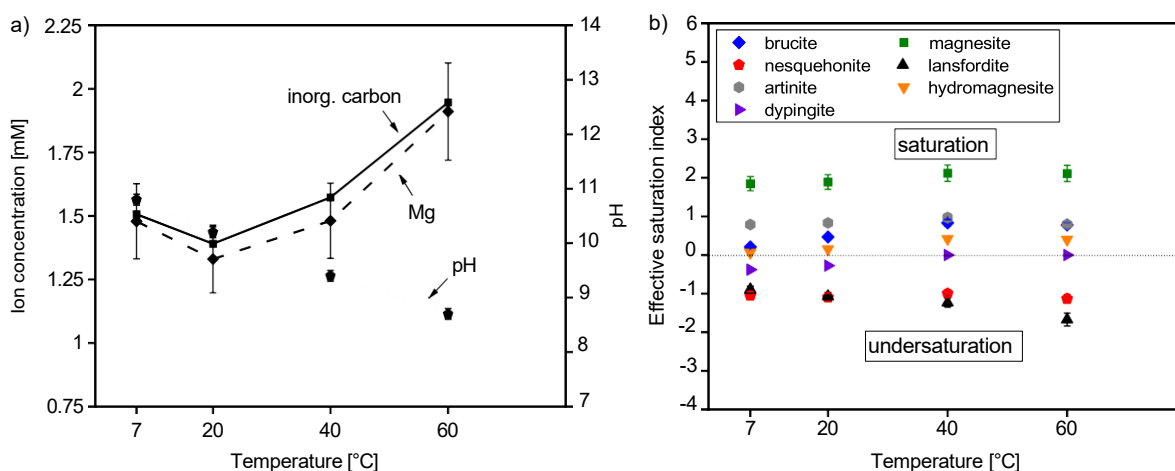 a)
Ion concentration [mM]
2.25
2
1.75
1.5
1.25
1
0.75
inorg. carbon
Mg
pH
14
13
12
11
10
9
8
7
pH
7 20 40 60
Temperature [°C]
b)
Effective saturation index
6
5
4
3
2
1
0
-1
-2
-3
-4
brucite magnesite
nesquehonite lansfordite
artinite hydromagnesite
dypingite
saturation
undersaturation
7 20 40 60
Temperature [°C]